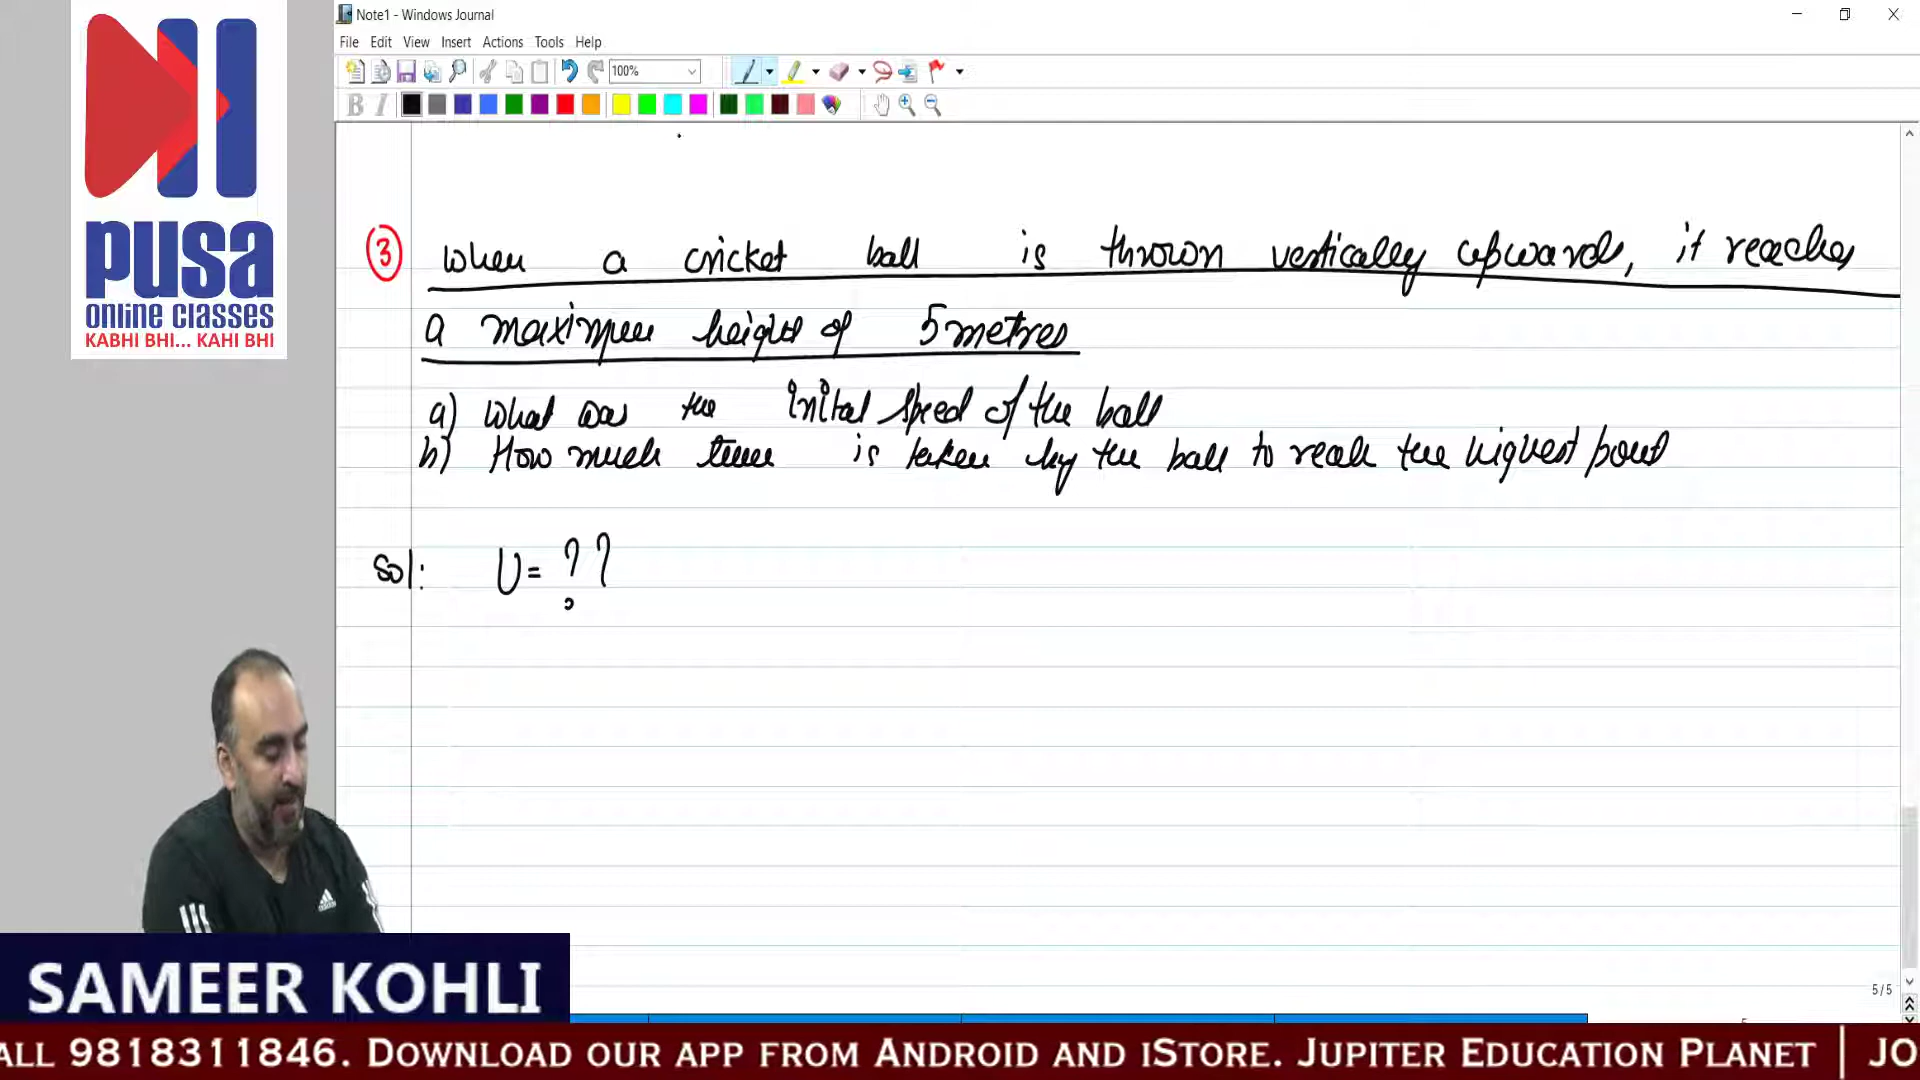 Note1 - Windows Journal
File Edit View Insert Actions Tools Help
100%
B I
PUSA
ONLINE CLASSES
KABHI BHI... KAHI BHI
3 When a cricket ball is thrown vertically upwards, it reaches
a maximum height of 5 metres
a) What was the initial speed of the ball
b) How much time is taken by the ball to reach the highest point
Sol: U = ??
5 / 5
SAMEER KOHLI
ALL 9818311846. DOWNLOAD OUR APP FROM ANDROID AND ISTORE. JUPITER EDUCATION PLANET | JO